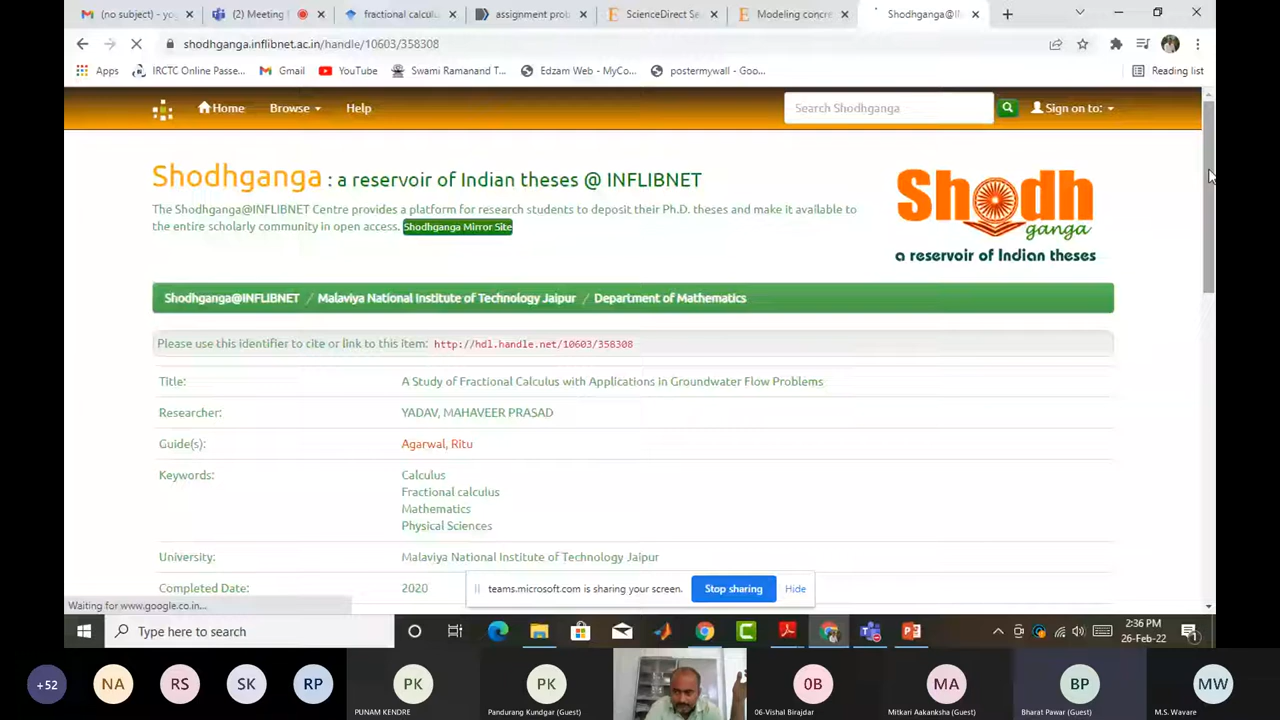 (no subject) - yog
(2) Meeting
fractional calculu
assignment prob
ScienceDirect Se
Modeling concre
Shodhganga@IN
shodhganga.inflibnet.ac.in/handle/10603/358308
Apps
IRCTC Online Passe...
Gmail
YouTube
Swami Ramanand T...
Edzam Web - MyCo...
postermywall - Goo...
Reading list
Home
Browse
Help
Search Shodhganga
Sign on to:
Shodhganga : a reservoir of Indian theses @ INFLIBNET
The Shodhganga@INFLIBNET Centre provides a platform for research students to deposit their Ph.D. theses and make it available to
the entire scholarly community in open access. Shodhganga Mirror Site
Shodh
ganga
a reservoir of Indian theses
Shodhganga@INFLIBNET / Malaviya National Institute of Technology Jaipur / Department of Mathematics
Please use this identifier to cite or link to this item: http://hdl.handle.net/10603/358308
Title: A Study of Fractional Calculus with Applications in Groundwater Flow Problems
Researcher: YADAV, MAHAVEER PRASAD
Guide(s): Agarwal, Ritu
Keywords: Calculus
Fractional calculus
Mathematics
Physical Sciences
University: Malaviya National Institute of Technology Jaipur
Completed Date: 2020
teams.microsoft.com is sharing your screen. Stop sharing Hide
Waiting for www.google.co.in...
Type here to search
2:36 PM
26-Feb-22
+52
NA
RS
SK
RP
PK
PUNAM KENDRE
PK
Pandurang Kundgar (Guest)
0B
06-Vishal Birajdar
MA
Mitkari Aakanksha (Guest)
BP
Bharat Pawar (Guest)
MW
M.S. Wavare